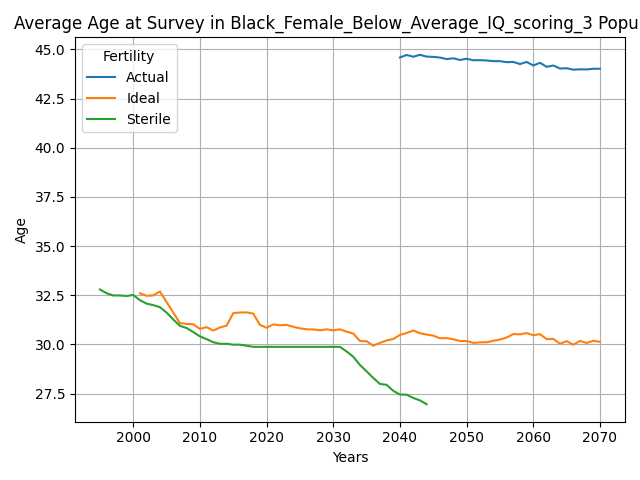 Average Age at Survey in Black_Female_Below_Average_IQ_scoring_3 Popu
Fertility
Actual
Ideal
Sterile
45.0
42.5
40.0
37.5
35.0
32.5
30.0
27.5
Age
2000 2010 2020 2030 2040 2050 2060 2070
Years